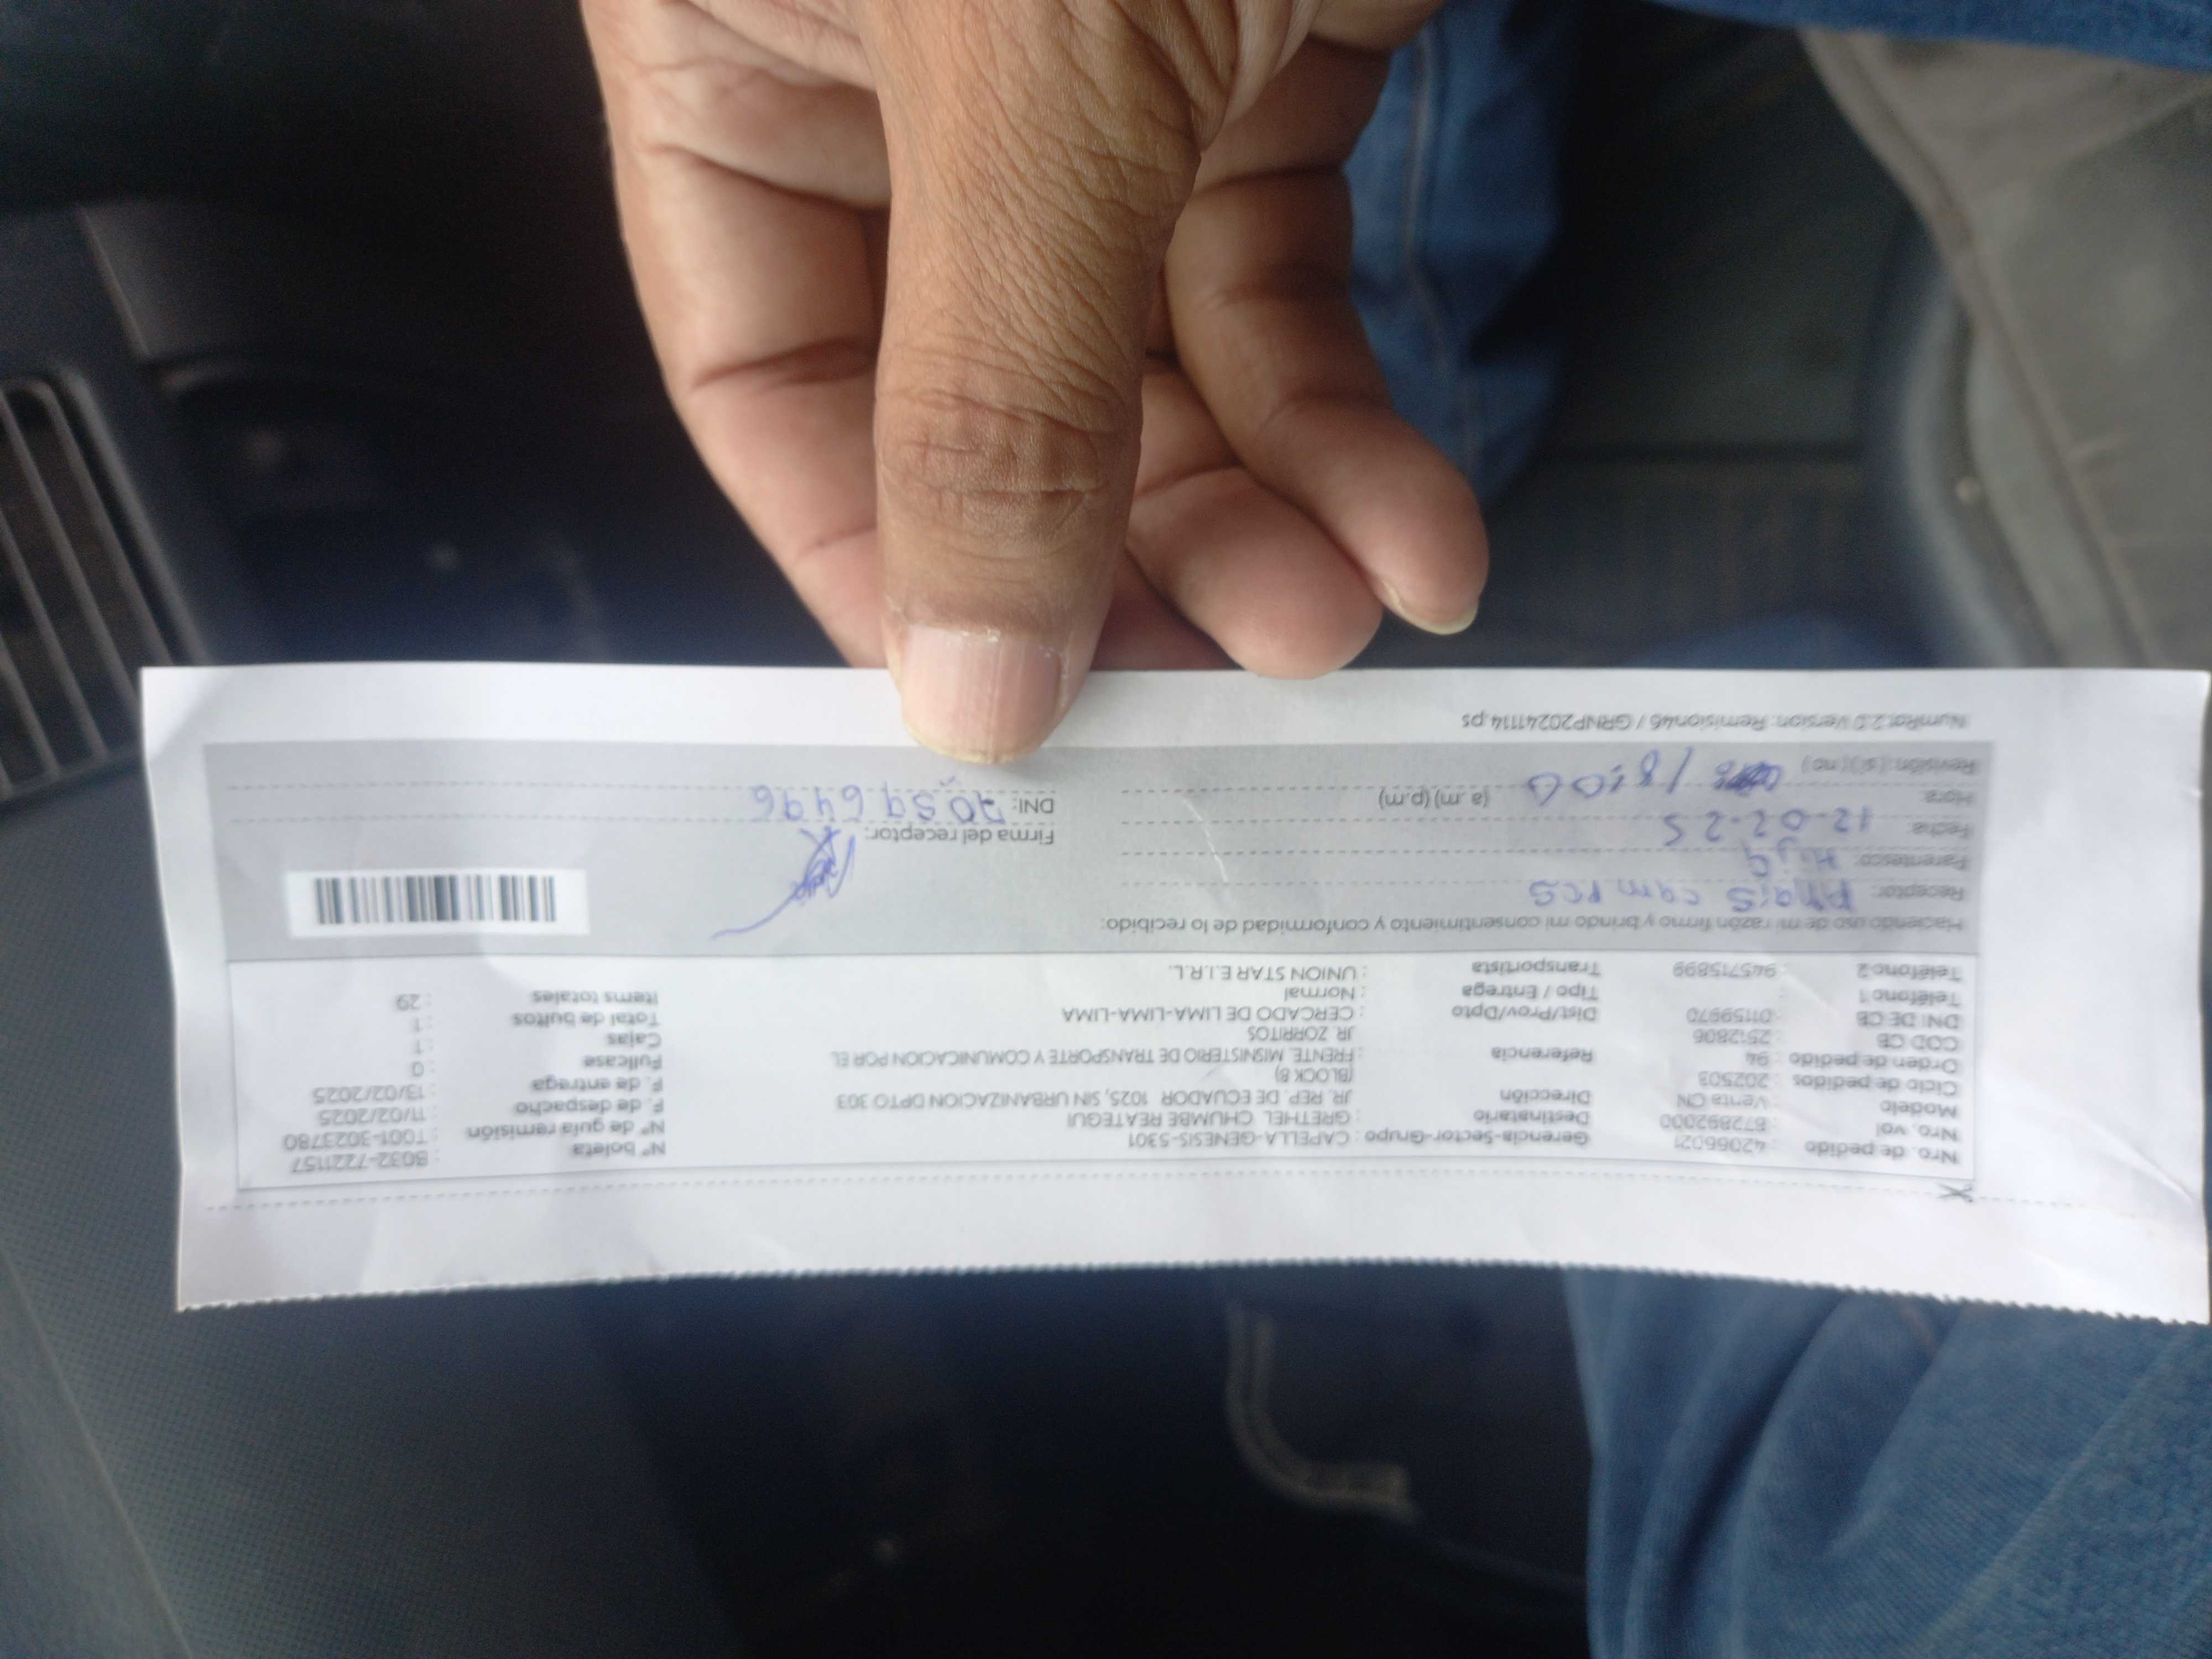 Nro. de pedido : 42066021
Nro. vol. : 872892000
Modelo : Venta CN
Ciclo de pedidos : 202503
Orden de pedido : 94
COD CB : 2512806
DNI DE CB : 01159970
Teléfono 1 :
Teléfono 2 : 945715899
Gerencia-Sector-Grupo : CAPELLA-GENESIS-5301
Destinatario : GRETHEL CHUMBE REATEGUI
Dirección JR. REP. DE ECUADOR 1025, SIN URBANIZACION DPTO 303
(BLOCK 8)
Referencia : FRENTE. MISNISTERIO DE TRANSPORTE Y COMUNICACION POR EL
JR ZORRITOS
Dist/Prov/Dpto : CERCADO DE LIMA-LIMA-LIMA
Tipo / Entrega : Normal
Transportista : UNION STAR E.I.R.L.
N° boleta : B032-7221157
N° de guía remisión : T001-3023780
F. de despacho : 11/02/2025
F. de entrega : 13/02/2025
Fullcase : 0
Cajas : 1
Total de bultos : 1
Items totales : 29
Haciendo uso de mi razón firmo y brindo mi consentimiento y conformidad de lo recibido:
Receptor: campos
Parentesco: Hija
Fecha: 12-02-25
Hora: 18:00 (a.m) (p.m)
Revisión: (si) (no)
Firma del receptor:
DNI: 70596496
NumRot 2.0 Version: Remision46 / GRNP20241114.ps